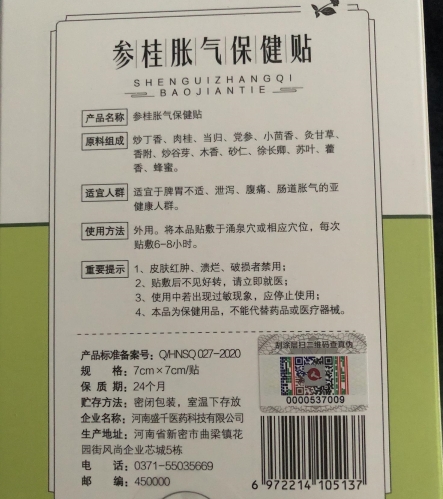 参桂胀气保健贴
SHENGUIZHANGQI
BAOJIANTIE
产品名称 参桂胀气保健贴
原料组成 炒丁香、肉桂、当归、党参、小茴香、炙甘草、
香附、炒谷芽、木香、砂仁、徐长卿、苏叶、藿
香、蜂蜜。
适宜人群 适宜于脾胃不适、泄泻、腹痛、肠道胀气的亚
健康人群。
使用方法 外用。将本品贴敷于涌泉穴或相应穴位，每次
贴敷6-8小时。
重要提示 1、皮肤红肿、溃烂、破损者禁用；
2、贴敷后不见好转，请立即就医；
3、使用中若出现过敏现象，应停止使用；
4、本品为保健用品，不能代替药品或医疗器械。
产品标准备案号：Q/HNSQ 027-2020
规 格：7cm×7cm/贴
保 质 期：24个月
贮存方法：密闭包装，室温下存放
企业名称：河南盛千医药科技有限公司
生产地址：河南省新密市曲梁镇花
园街风尚企业芯城5栋
电 话：0371-55035669
邮 编：450000
刮涂层扫二维码查真伪
0000537009
6972214105137